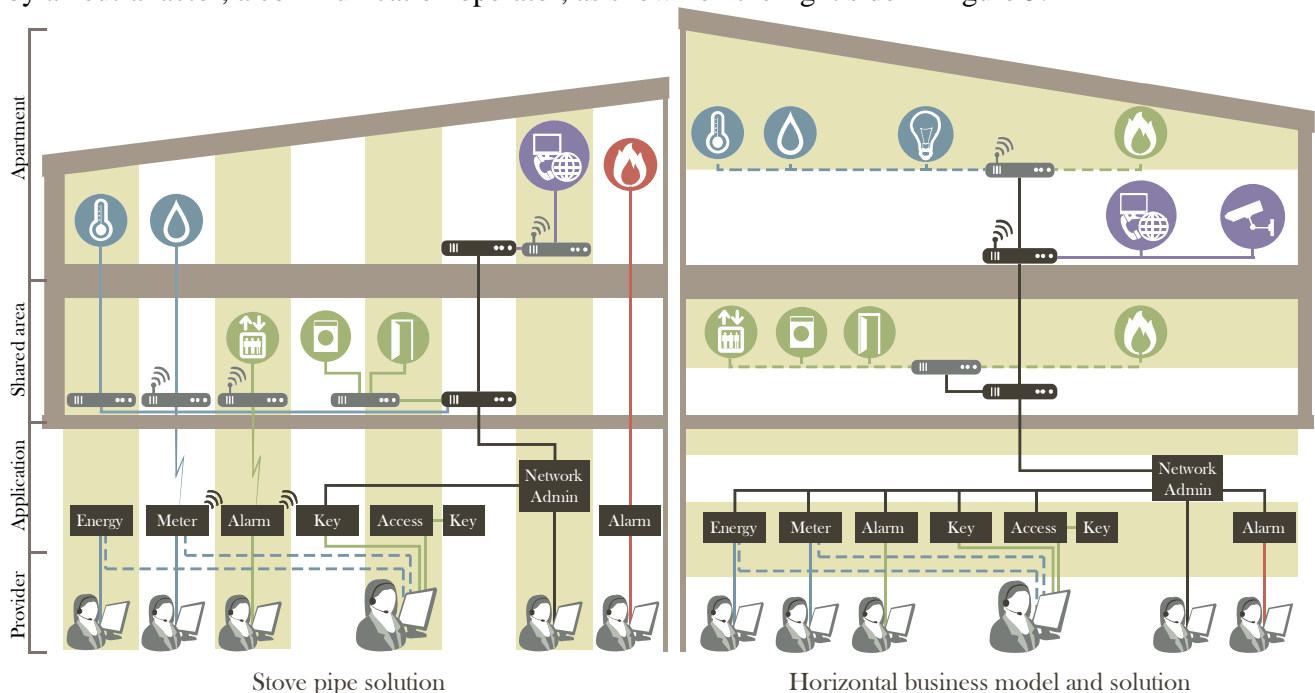 Apartment
Shared area
Application
Provider
Network
Admin
Energy
Meter
Alarm
Key
Access
Key
Alarm
Stove pipe solution
Network
Admin
Energy
Meter
Alarm
Key
Access
Key
Alarm
Horizontal business model and solution